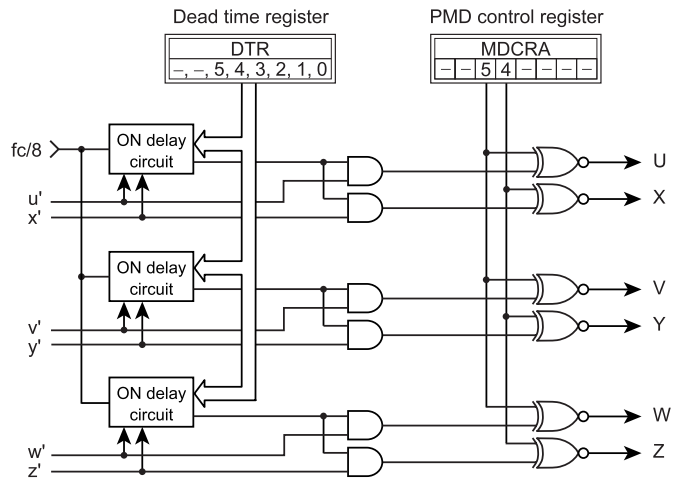 Dead time register
PMD control register
DTR
–, –, 5, 4, 3, 2, 1, 0
MDCRA
– – 5 4 – – – –
fc/8
ON delay
circuit
u'
x'
U
X
ON delay
circuit
v'
y'
V
Y
ON delay
circuit
w'
z'
W
Z